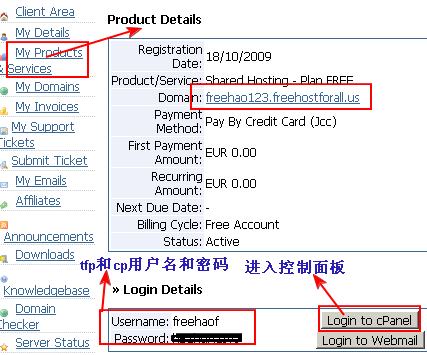 Client Area
My Details
My Products
& Services
My Domains
My Invoices
My Support
Tickets
Submit Ticket
My Emails
Affiliates
Announcements
Downloads
Knowledgebase
Domain
Checker
Server Status
Product Details
Registration
Date: 18/10/2009
Product/Service: Shared Hosting - Plan FREE
Domain: freehao123.freehostforall.us
Payment
Method: Pay By Credit Card (Jcc)
First Payment
Amount: EUR 0.00
Recurring
Amount: EUR 0.00
Next Due Date: -
Billing Cycle: Free Account
Status: Active
tfp和cp用户名和密码
进入控制面板
» Login Details
Username: freehaof
Password:
Login to cPanel
Login to Webmail